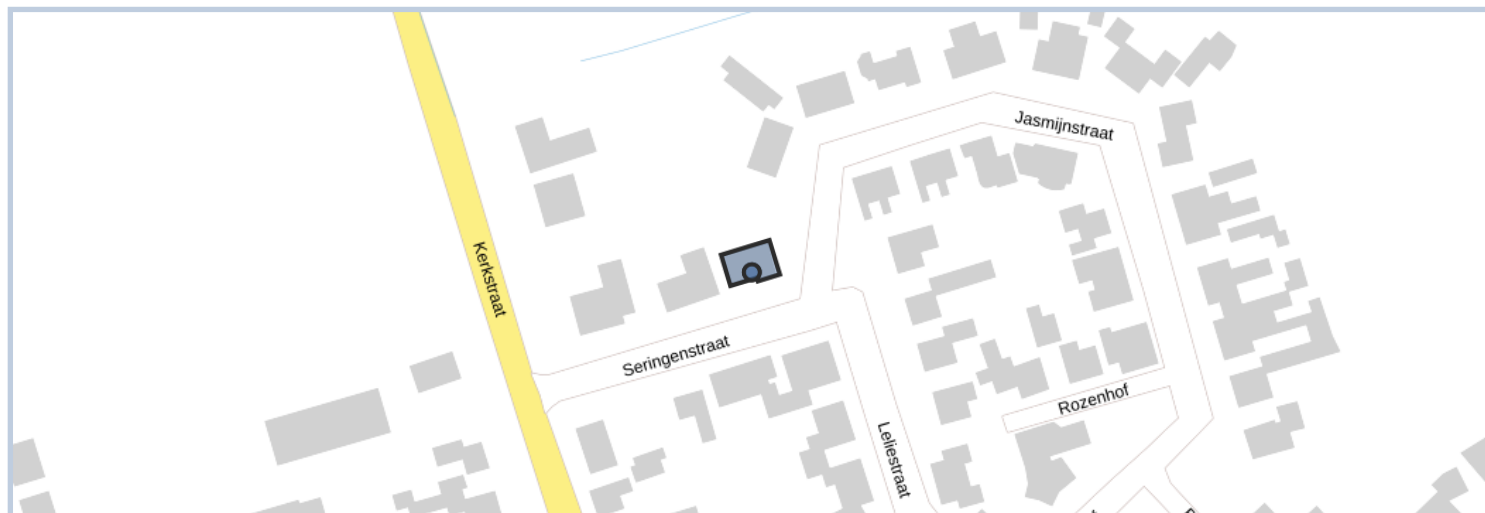 Jasmijnstraat
Kerkstraat
Seringenstraat
Rozenhof
Leliestraat